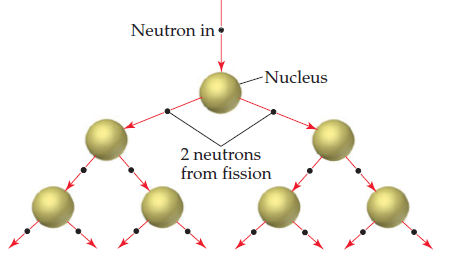 Neutron in
Nucleus
2 neutrons
from fission